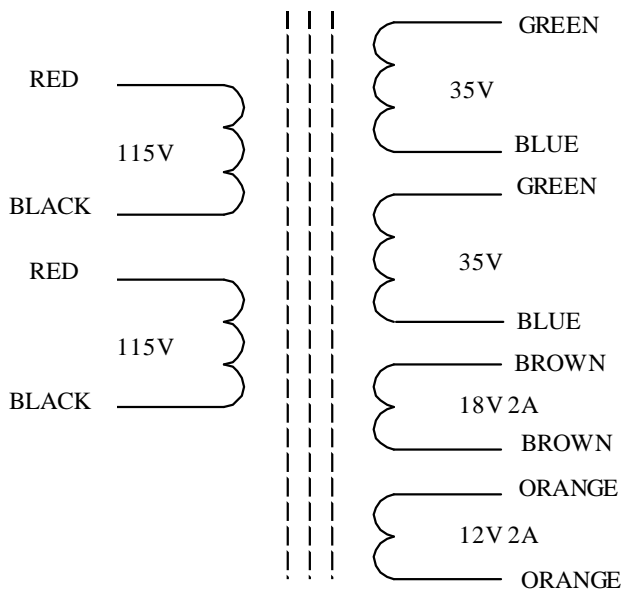 RED
115V
BLACK
RED
115V
BLACK
GREEN
35V
BLUE
GREEN
35V
BLUE
BROWN
18V 2A
BROWN
ORANGE
12V 2A
ORANGE